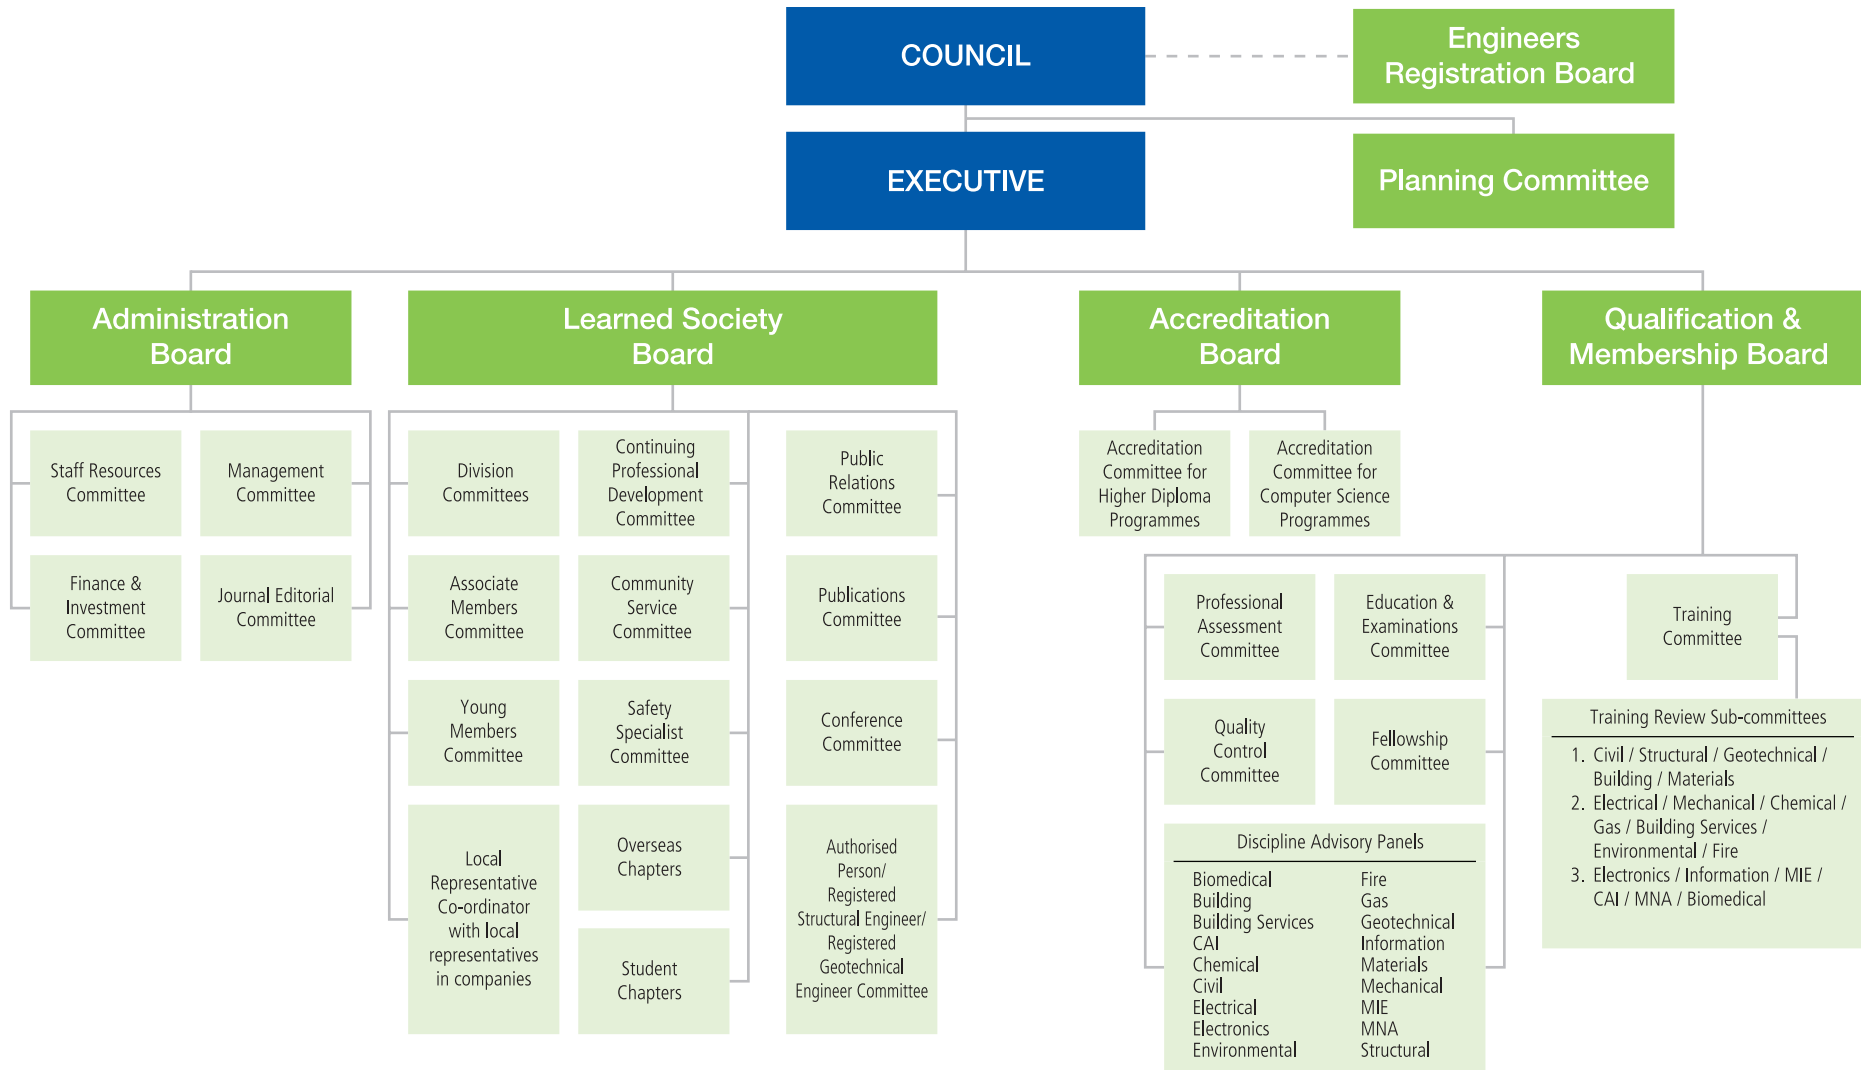 COUNCIL
Engineers
Registration Board
EXECUTIVE
Planning Committee
Administration
Board
Learned Society
Board
Accreditation
Board
Qualification &
Membership Board
Staff Resources
Committee
Management
Committee
Finance &
Investment
Committee
Journal Editorial
Committee
Division
Committees
Continuing
Professional
Development
Committee
Public
Relations
Committee
Associate
Members
Committee
Community
Service
Committee
Publications
Committee
Young
Members
Committee
Safety
Specialist
Committee
Conference
Committee
Local
Representative
Co-ordinator
with local
representatives
in companies
Overseas
Chapters
Student
Chapters
Authorised
Person/
Registered
Structural Engineer/
Registered
Geotechnical
Engineer Committee
Accreditation
Committee for
Higher Diploma
Programmes
Accreditation
Committee for
Computer Science
Programmes
Professional
Assessment
Committee
Education &
Examinations
Committee
Quality
Control
Committee
Fellowship
Committee
Discipline Advisory Panels
Biomedical
Building
Building Services
CAI
Chemical
Civil
Electrical
Electronics
Environmental
Fire
Gas
Geotechnical
Information
Materials
Mechanical
MIE
MNA
Structural
Training
Committee
Training Review Sub-committees
1. Civil / Structural / Geotechnical /
Building / Materials
2. Electrical / Mechanical / Chemical /
Gas / Building Services /
Environmental / Fire
3. Electronics / Information / MIE /
CAI / MNA / Biomedical